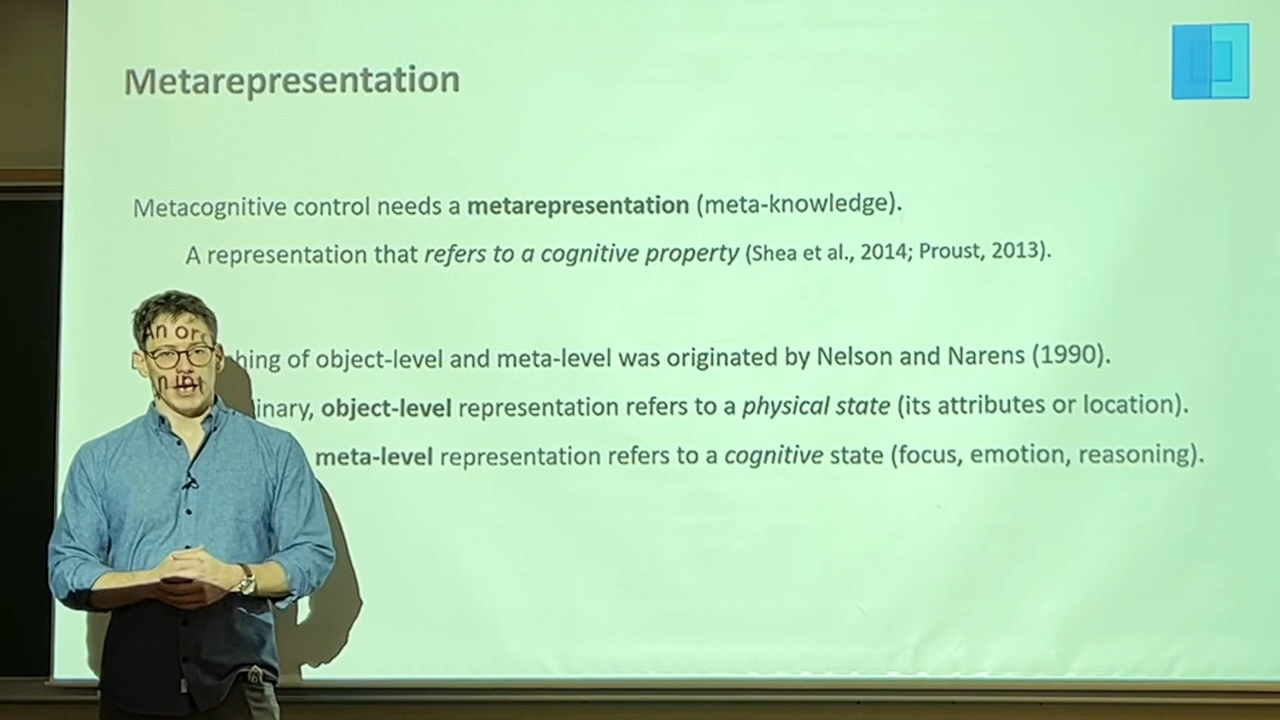 Metarepresentation
Metacognitive control needs a metarepresentation (meta-knowledge).
A representation that refers to a cognitive property (Shea et al., 2014; Proust, 2013).
hing of object-level and meta-level was originated by Nelson and Narens (1990).
An or inary, object-level representation refers to a physical state (its attributes or location).
meta-level representation refers to a cognitive state (focus, emotion, reasoning).